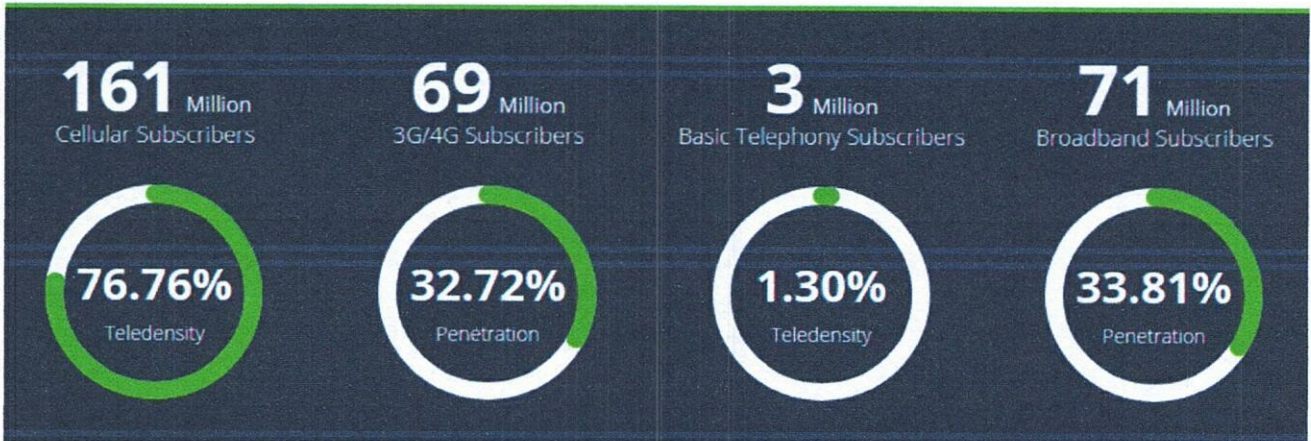 161 Million
Cellular Subscribers
76.76%
Teledensity
69 Million
3G/4G Subscribers
32.72%
Penetration
3 Million
Basic Telephony Subscribers
1.30%
Teledensity
71 Million
Broadband Subscribers
33.81%
Penetration